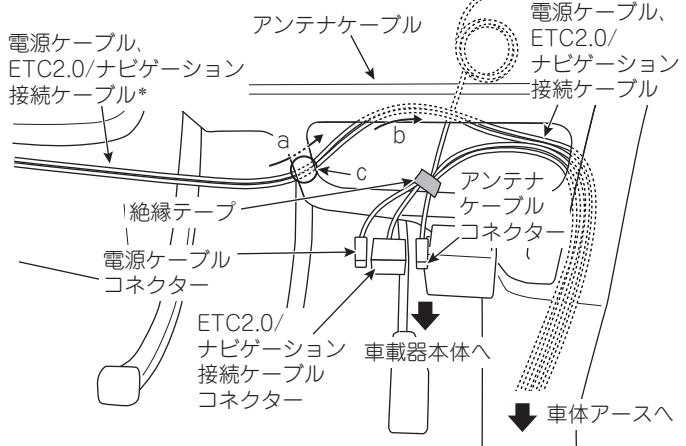 電源ケーブル、
ETC2.0/
ナビゲーション
接続ケーブル
アンテナケーブル
電源ケーブル、
ETC2.0/ナビゲーション
接続ケーブル*
a
b
c
アンテナ
ケーブル
コネクター
絶縁テープ
電源ケーブル
コネクター
ETC2.0/
ナビゲーション
接続ケーブル
コネクター
車載器本体へ
車体アースへ